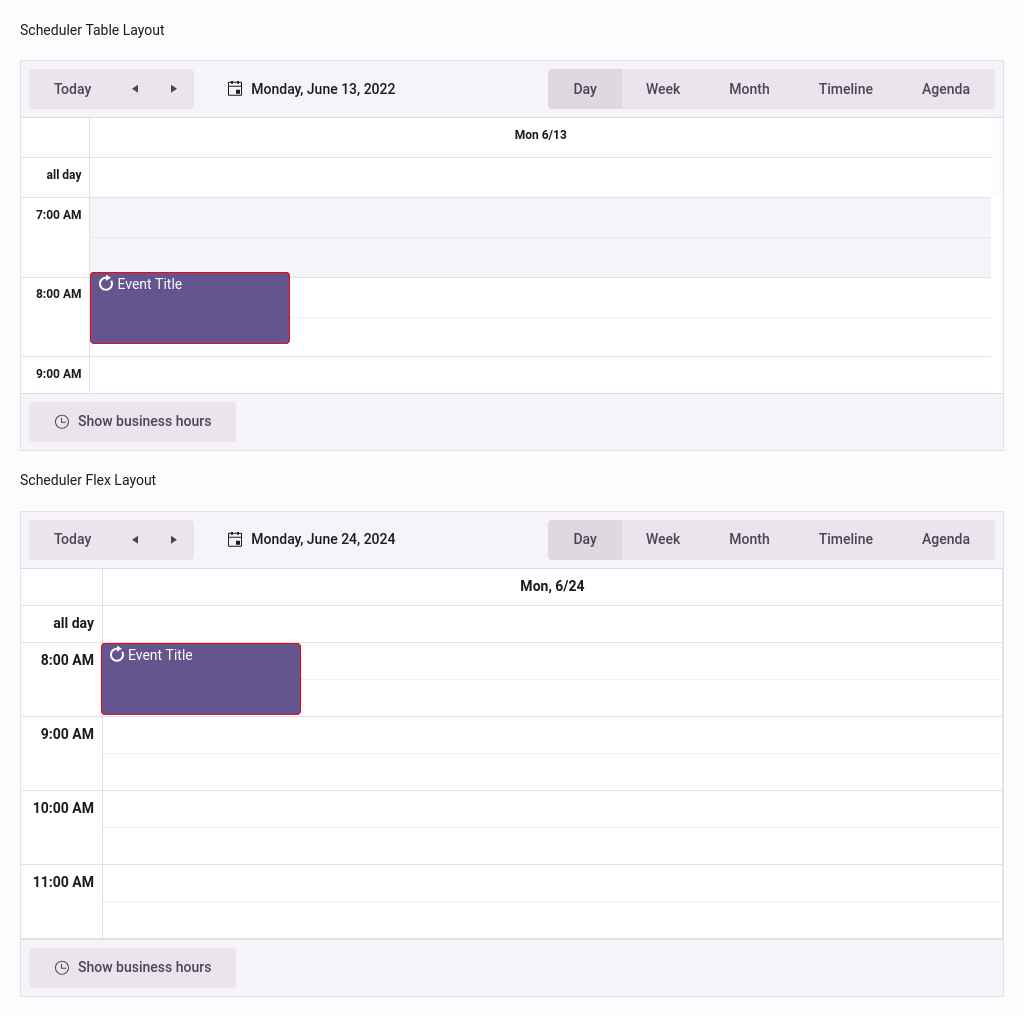 Scheduler Table Layout
Today
Monday, June 13, 2022
Day Week Month Timeline Agenda
Mon 6/13
all day
7:00 AM
8:00 AM
Event Title
9:00 AM
Show business hours
Scheduler Flex Layout
Today
Monday, June 24, 2024
Day Week Month Timeline Agenda
Mon, 6/24
all day
8:00 AM
Event Title
9:00 AM
10:00 AM
11:00 AM
Show business hours